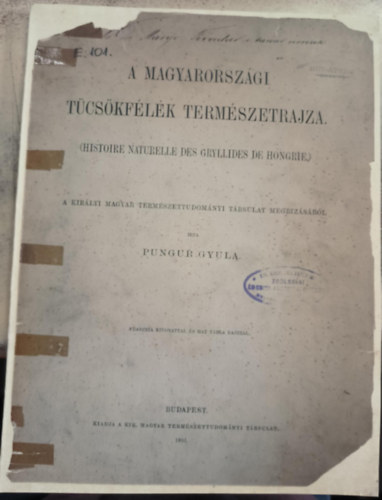 E. 101.
A MAGYARORSZÁGI
TÜCSÖKFÉLÉK TERMÉSZETRAJZA.
(HISTOIRE NATURELLE DES GRYLLIDES DE HONGRIE.)
A KIRÁLYI MAGYAR TERMÉSZETTUDOMÁNYI TÁRSULAT MEGBIZÁSÁBÓL
IRTA
PUNGUR GYULA.
BUDAPEST.
KIADJA A KIR. MAGYAR TERMÉSZETTUDOMÁNYI TÁRSULAT.